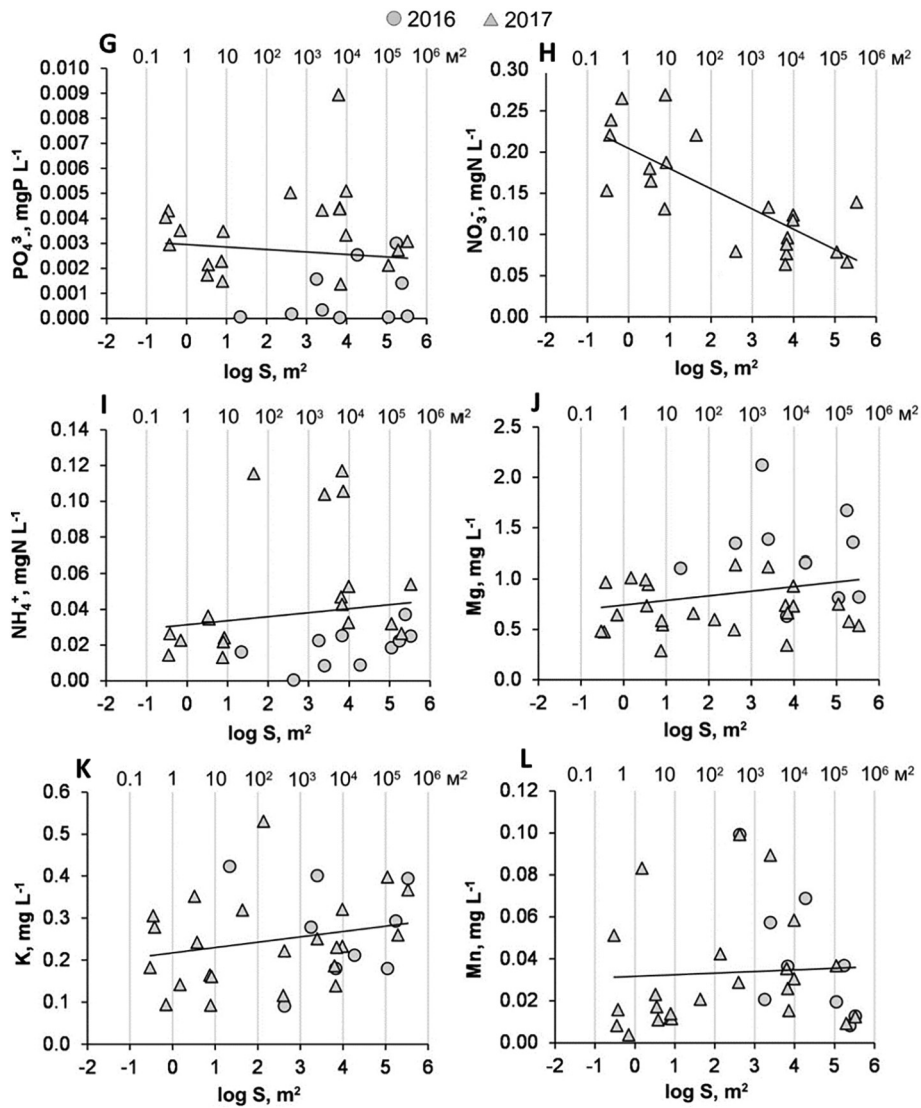 2016 2017
G
0.1 1 10 10² 10³ 10⁴ 10⁵ 10⁶ м²
0.010
0.009
0.008
0.007
0.006
0.005
0.004
0.003
0.002
0.001
0.000
PO₄³-, mgP L⁻¹
-2 -1 0 1 2 3 4 5 6
log S, m²
H
0.1 1 10 10² 10³ 10⁴ 10⁵ 10⁶ м²
0.30
0.25
0.20
0.15
0.10
0.05
0.00
NO₃⁻, mgN L⁻¹
-2 -1 0 1 2 3 4 5 6
log S, m²
I
0.1 1 10 10² 10³ 10⁴ 10⁵ 10⁶ м²
0.14
0.12
0.10
0.08
0.06
0.04
0.02
0.00
NH₄⁺, mgN L⁻¹
-2 -1 0 1 2 3 4 5 6
log S, m²
J
0.1 1 10 10² 10³ 10⁴ 10⁵ 10⁶ м²
2.5
2.0
1.5
1.0
0.5
0.0
Mg, mg L⁻¹
-2 -1 0 1 2 3 4 5 6
log S, m²
K
0.1 1 10 10² 10³ 10⁴ 10⁵ 10⁶ м²
0.6
0.5
0.4
0.3
0.2
0.1
0.0
K, mg L⁻¹
-2 -1 0 1 2 3 4 5 6
log S, m²
L
0.1 1 10 10² 10³ 10⁴ 10⁵ 10⁶ м²
0.12
0.10
0.08
0.06
0.04
0.02
0.00
Mn, mg L⁻¹
-2 -1 0 1 2 3 4 5 6
log S, m²